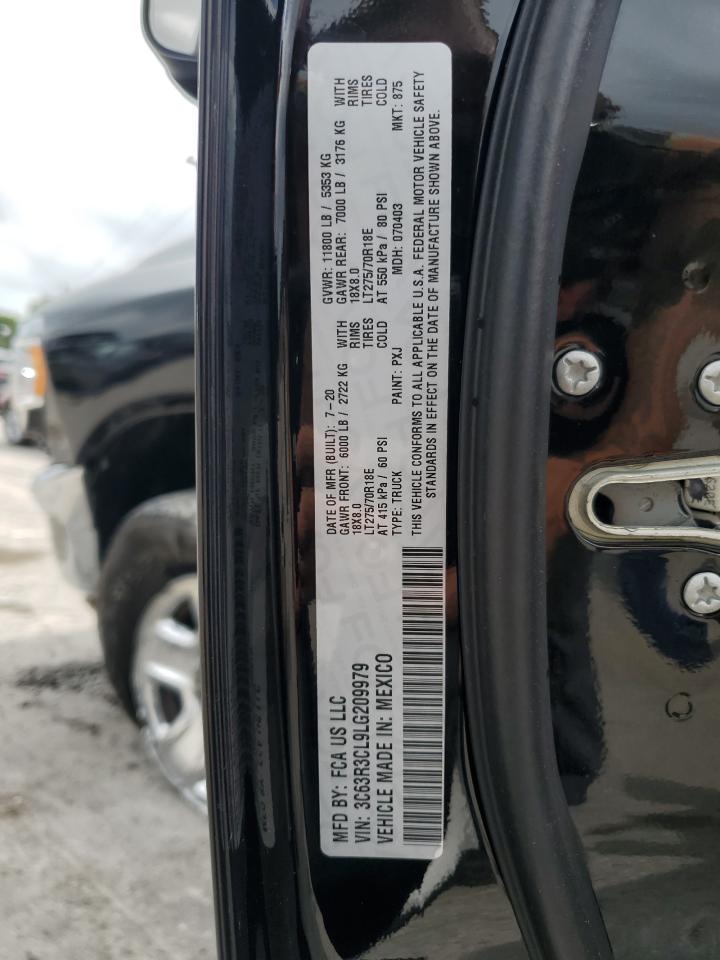 MFD BY: FCA US LLC
VIN: 3C63R3CL9LG209979
VEHICLE MADE IN: MEXICO
DATE OF MFR (BUILT): 7-20 GVWR: 11800 LB / 5353 KG
GAWR FRONT: 6000 LB / 2722 KG WITH GAWR REAR: 7000 LB / 3176 KG WITH
18X8.0 RIMS 18X8.0 RIMS
LT275/70R18E TIRES LT275/70R18E TIRES
AT 415 kPa / 60 PSI COLD AT 550 kPa / 80 PSI COLD
TYPE: TRUCK PAINT: PXJ MDH: 070403 MKT: 875
THIS VEHICLE CONFORMS TO ALL APPLICABLE U.S.A. FEDERAL MOTOR VEHICLE SAFETY
STANDARDS IN EFFECT ON THE DATE OF MANUFACTURE SHOWN ABOVE.